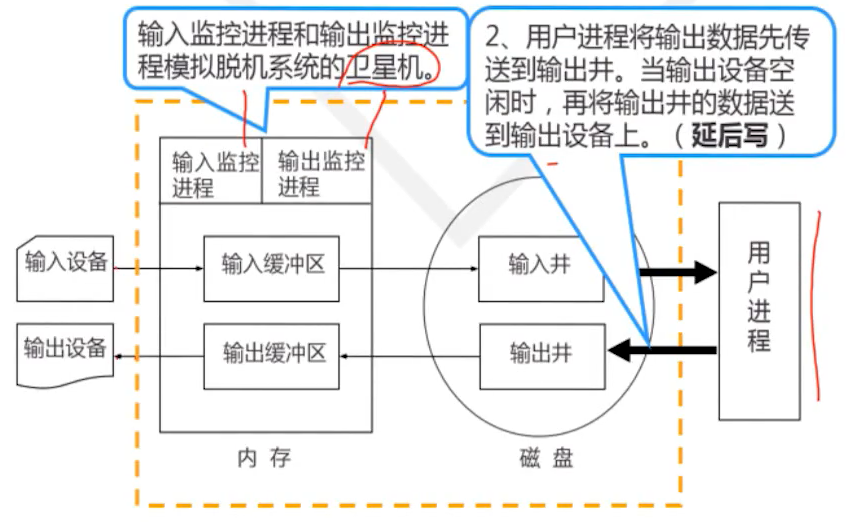 输入监控进程和输出监控进
程模拟脱机系统的卫星机。
2、用户进程将输出数据先传
送到输出井。当输出设备空
闲时，再将输出井的数据送
到输出设备上。（延后写）
输入监控
进程
输出监控
进程
输入设备
输入缓冲区
输入井
用户进程
输出设备
输出缓冲区
输出井
内存
磁盘